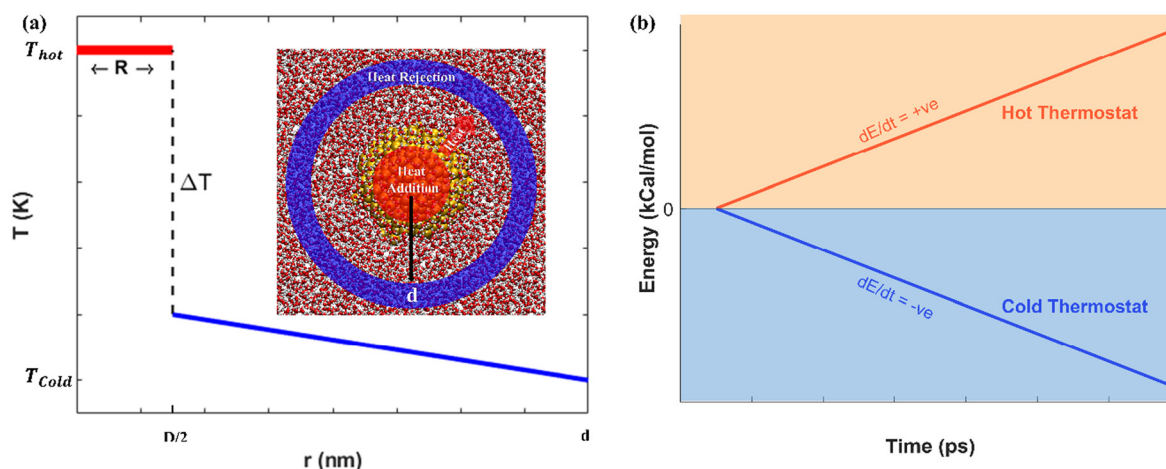 (a)
T_hot
← R →
ΔT
T_Cold
T (K)
D/2
d
r (nm)
Heat Rejection
Heat
Addition
d
(b)
Energy (kCal/mol)
0
dE/dt = +ve
Hot Thermostat
dE/dt = -ve
Cold Thermostat
Time (ps)